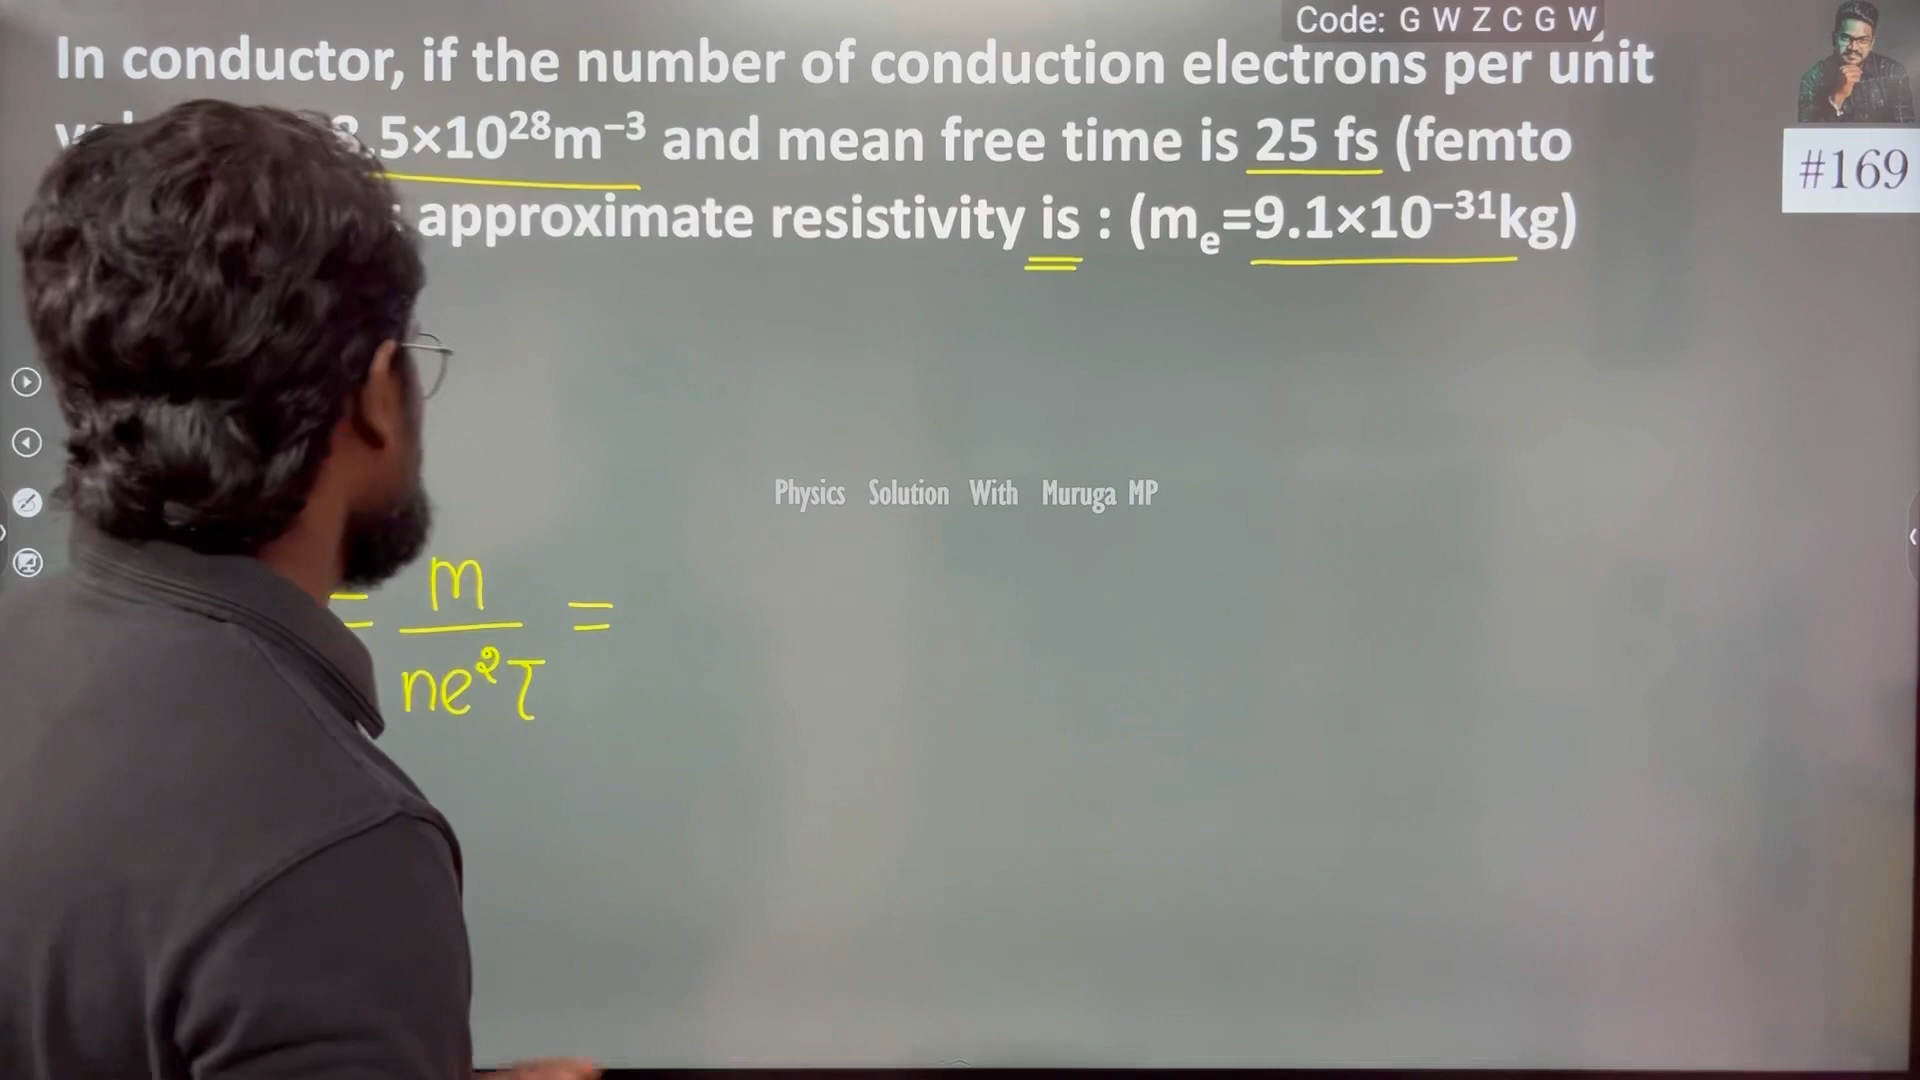 Code: G W Z C G W
In conductor, if the number of conduction electrons per unit
8.5×10²⁸m⁻³ and mean free time is 25 fs (femto
approximate resistivity is : (mₑ=9.1×10⁻³¹kg)
#169
Physics Solution With Muruga MP
= m / ne²τ =